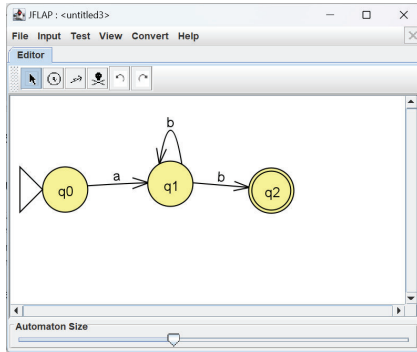 JFLAP : <untitled3>
File Input Test View Convert Help
Editor
b
q0
a
q1
b
q2
Automaton Size